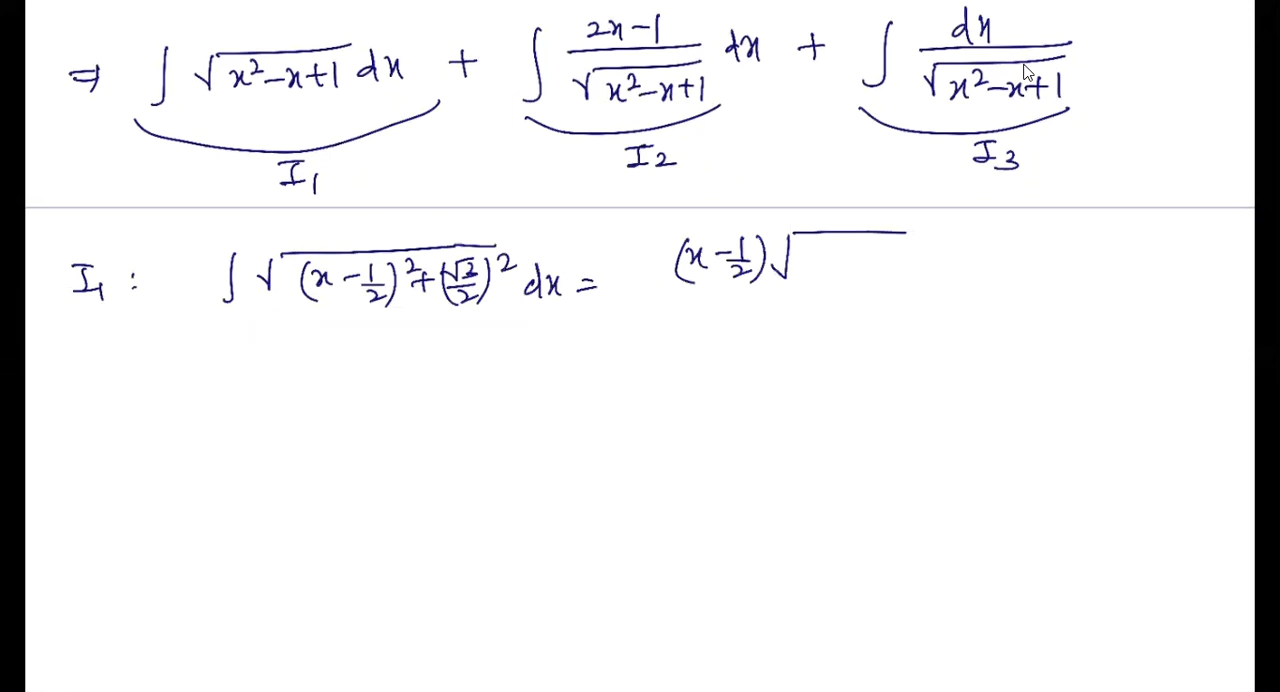 ⇒ ∫ √(x²-x+1) dx + ∫ (2x-1)/√(x²-x+1) dx + ∫ dx/√(x²-x+1)
I₁ I₂ I₃
I₁ : ∫ √((x-1/2)²+(√3/2)²) dx = (x-1/2)√